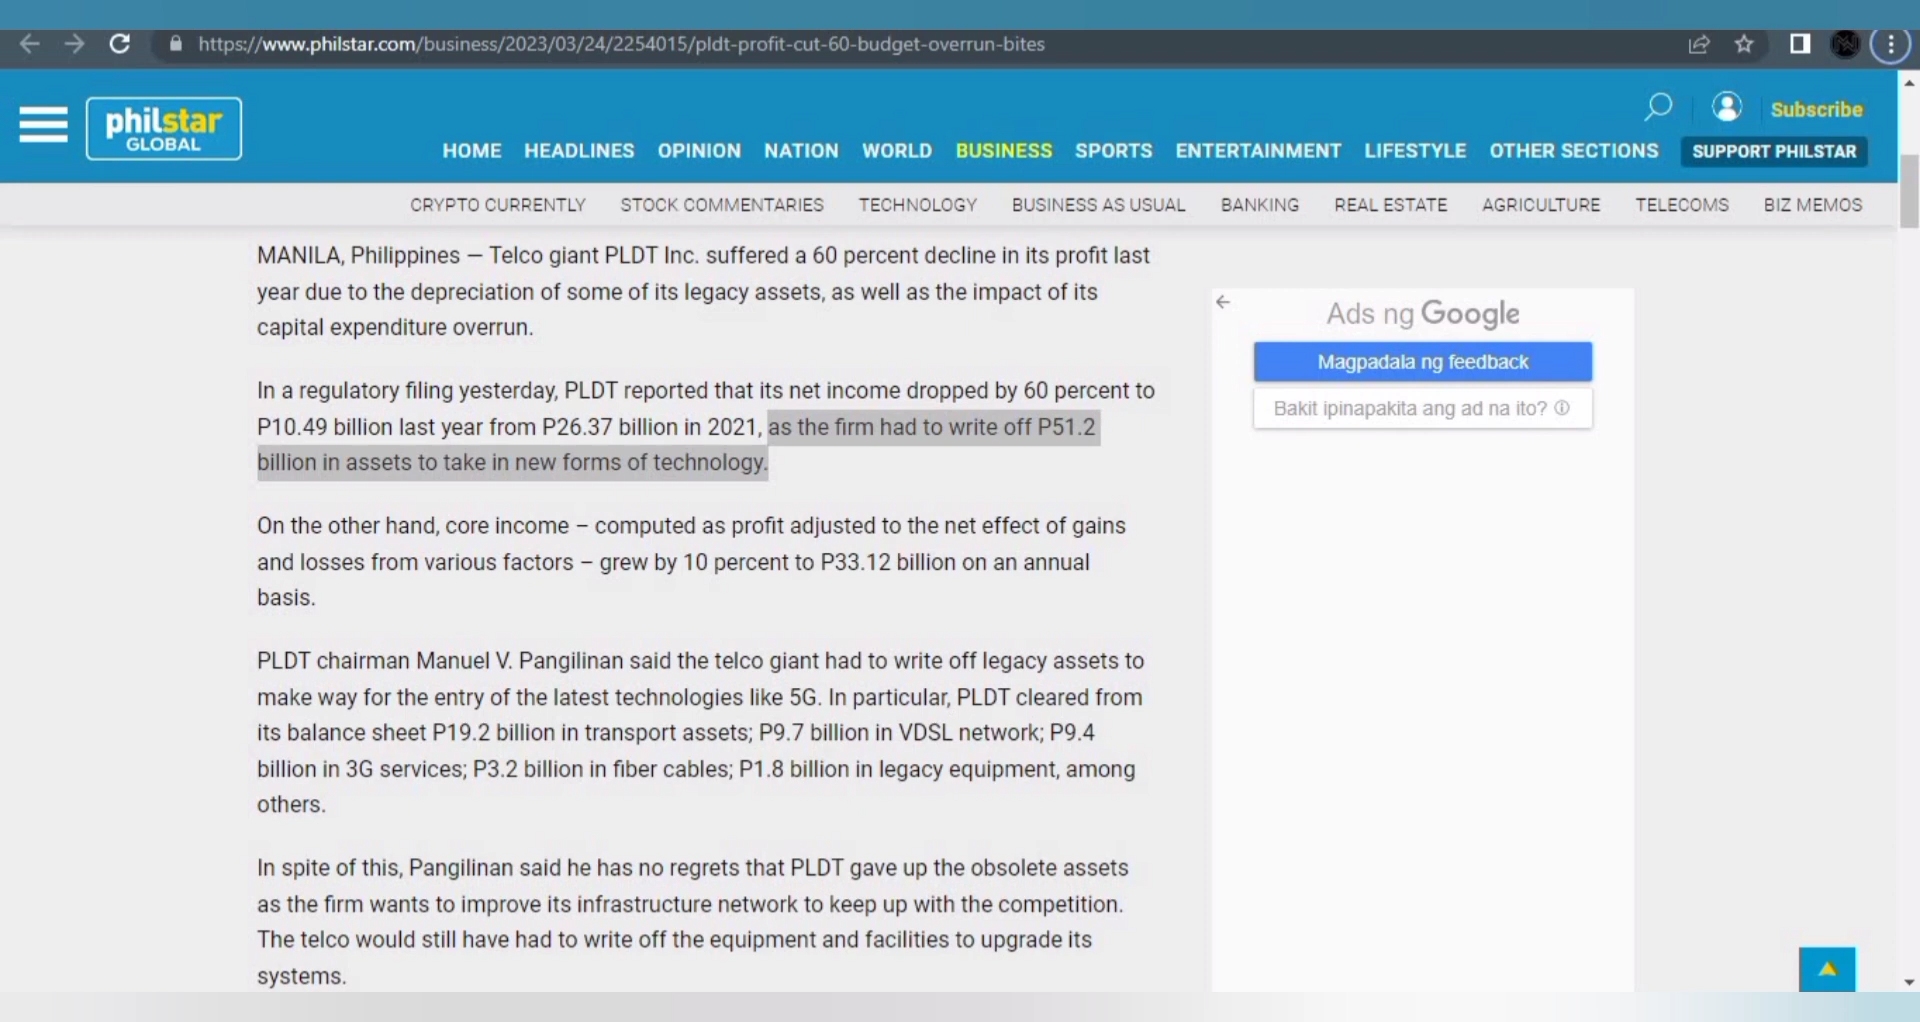 https://www.philstar.com/business/2023/03/24/2254015/pldt-profit-cut-60-budget-overrun-bites
philstar
GLOBAL
Subscribe
HOME HEADLINES OPINION NATION WORLD BUSINESS SPORTS ENTERTAINMENT LIFESTYLE OTHER SECTIONS SUPPORT PHILSTAR
CRYPTO CURRENTLY STOCK COMMENTARIES TECHNOLOGY BUSINESS AS USUAL BANKING REAL ESTATE AGRICULTURE TELECOMS BIZ MEMOS
MANILA, Philippines — Telco giant PLDT Inc. suffered a 60 percent decline in its profit last
year due to the depreciation of some of its legacy assets, as well as the impact of its
capital expenditure overrun.
In a regulatory filing yesterday, PLDT reported that its net income dropped by 60 percent to
P10.49 billion last year from P26.37 billion in 2021, as the firm had to write off P51.2
billion in assets to take in new forms of technology.
On the other hand, core income – computed as profit adjusted to the net effect of gains
and losses from various factors – grew by 10 percent to P33.12 billion on an annual
basis.
PLDT chairman Manuel V. Pangilinan said the telco giant had to write off legacy assets to
make way for the entry of the latest technologies like 5G. In particular, PLDT cleared from
its balance sheet P19.2 billion in transport assets; P9.7 billion in VDSL network; P9.4
billion in 3G services; P3.2 billion in fiber cables; P1.8 billion in legacy equipment, among
others.
In spite of this, Pangilinan said he has no regrets that PLDT gave up the obsolete assets
as the firm wants to improve its infrastructure network to keep up with the competition.
The telco would still have had to write off the equipment and facilities to upgrade its
systems.
Ads ng Google
Magpadala ng feedback
Bakit ipinapakita ang ad na ito?